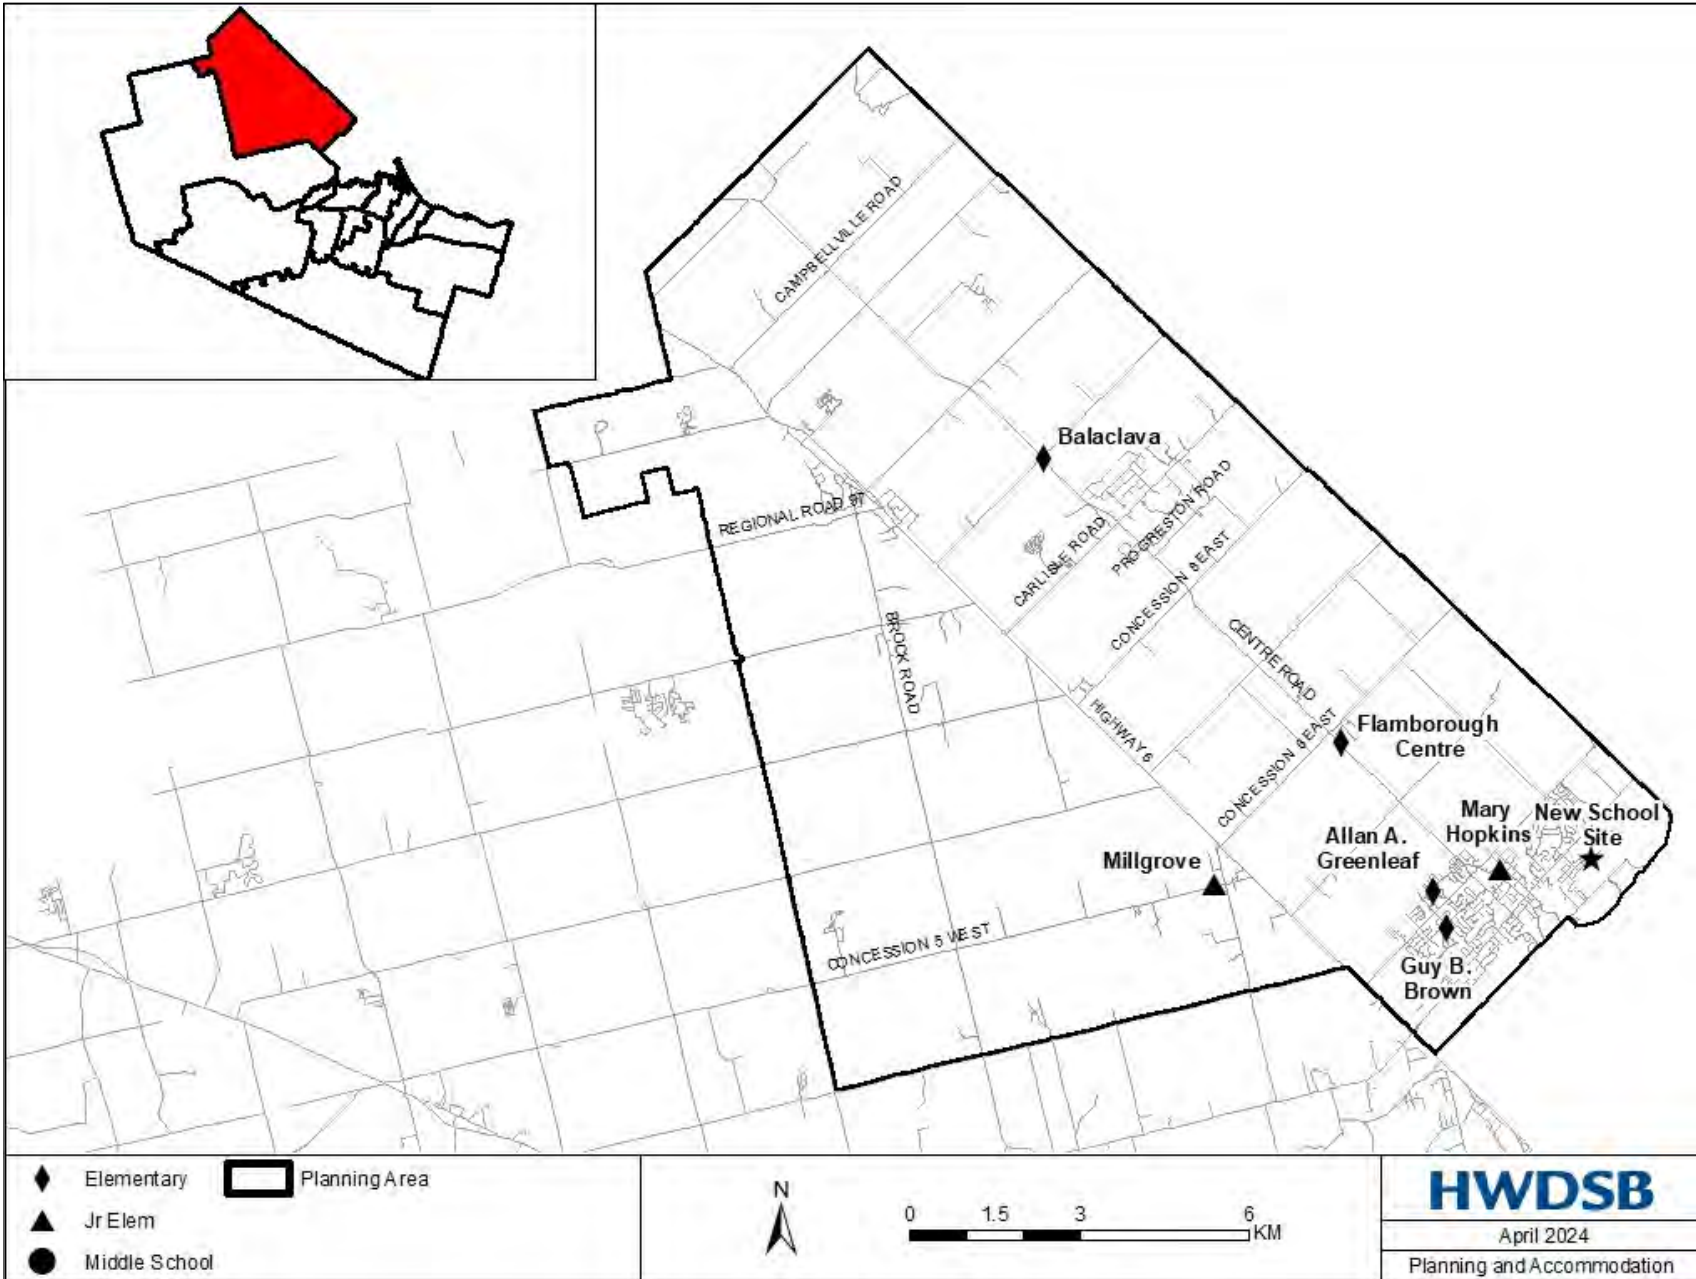 CAMPBELLVILLE ROAD
Balaclava
REGIONAL ROAD 97
PROGRESTON ROAD
CARLISLE ROAD
CONCESSION 8 EAST
BROCK ROAD
CENTRE ROAD
HIGHWAY 6
CONCESSION 6 EAST
Flamborough
Centre
Mary
Hopkins
New School
Site
Allan A.
Greenleaf
Millgrove
CONCESSION 5 WEST
Guy B.
Brown
Elementary
Planning Area
Jr Elem
Middle School
N
0 1.5 3 6
KM
HWDSB
April 2024
Planning and Accommodation